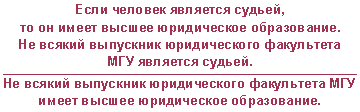 Если человек является судьей,
то он имеет высшее юридическое образование.
Не всякий выпускник юридического факультета
МГУ является судьей.
Не всякий выпускник юридического факультета МГУ
имеет высшее юридическое образование.